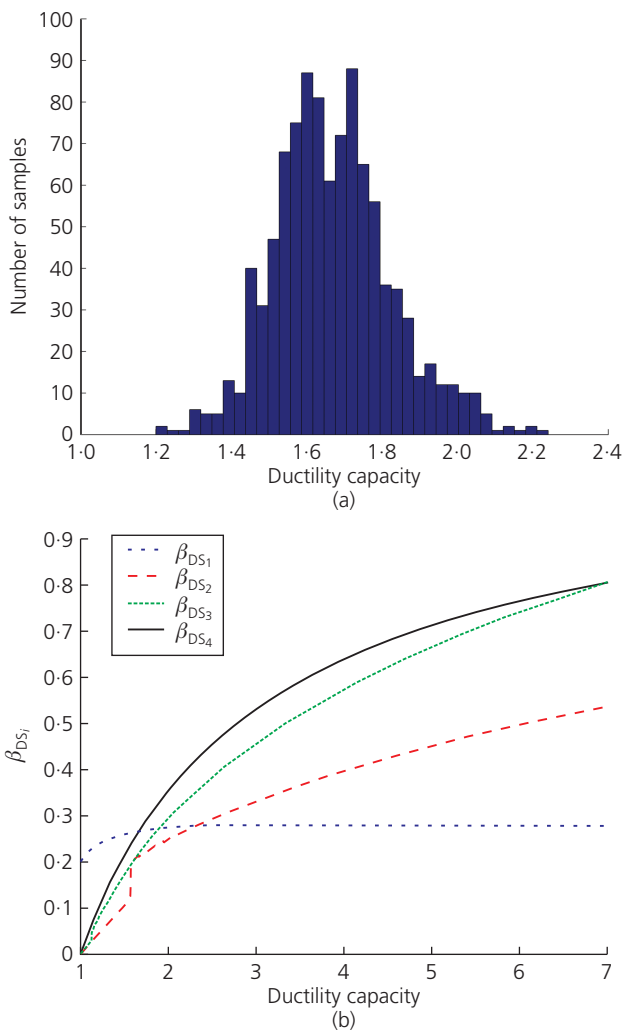 100
90
80
70
60
50
40
30
20
10
0
Number of samples
1·0 1·2 1·4 1·6 1·8 2·0 2·2 2·4
Ductility capacity
(a)
0·9
0·8
0·7
0·6
0·5
0·4
0·3
0·2
0·1
0
β_DSi
β_DS1
β_DS2
β_DS3
β_DS4
1 2 3 4 5 6 7
Ductility capacity
(b)